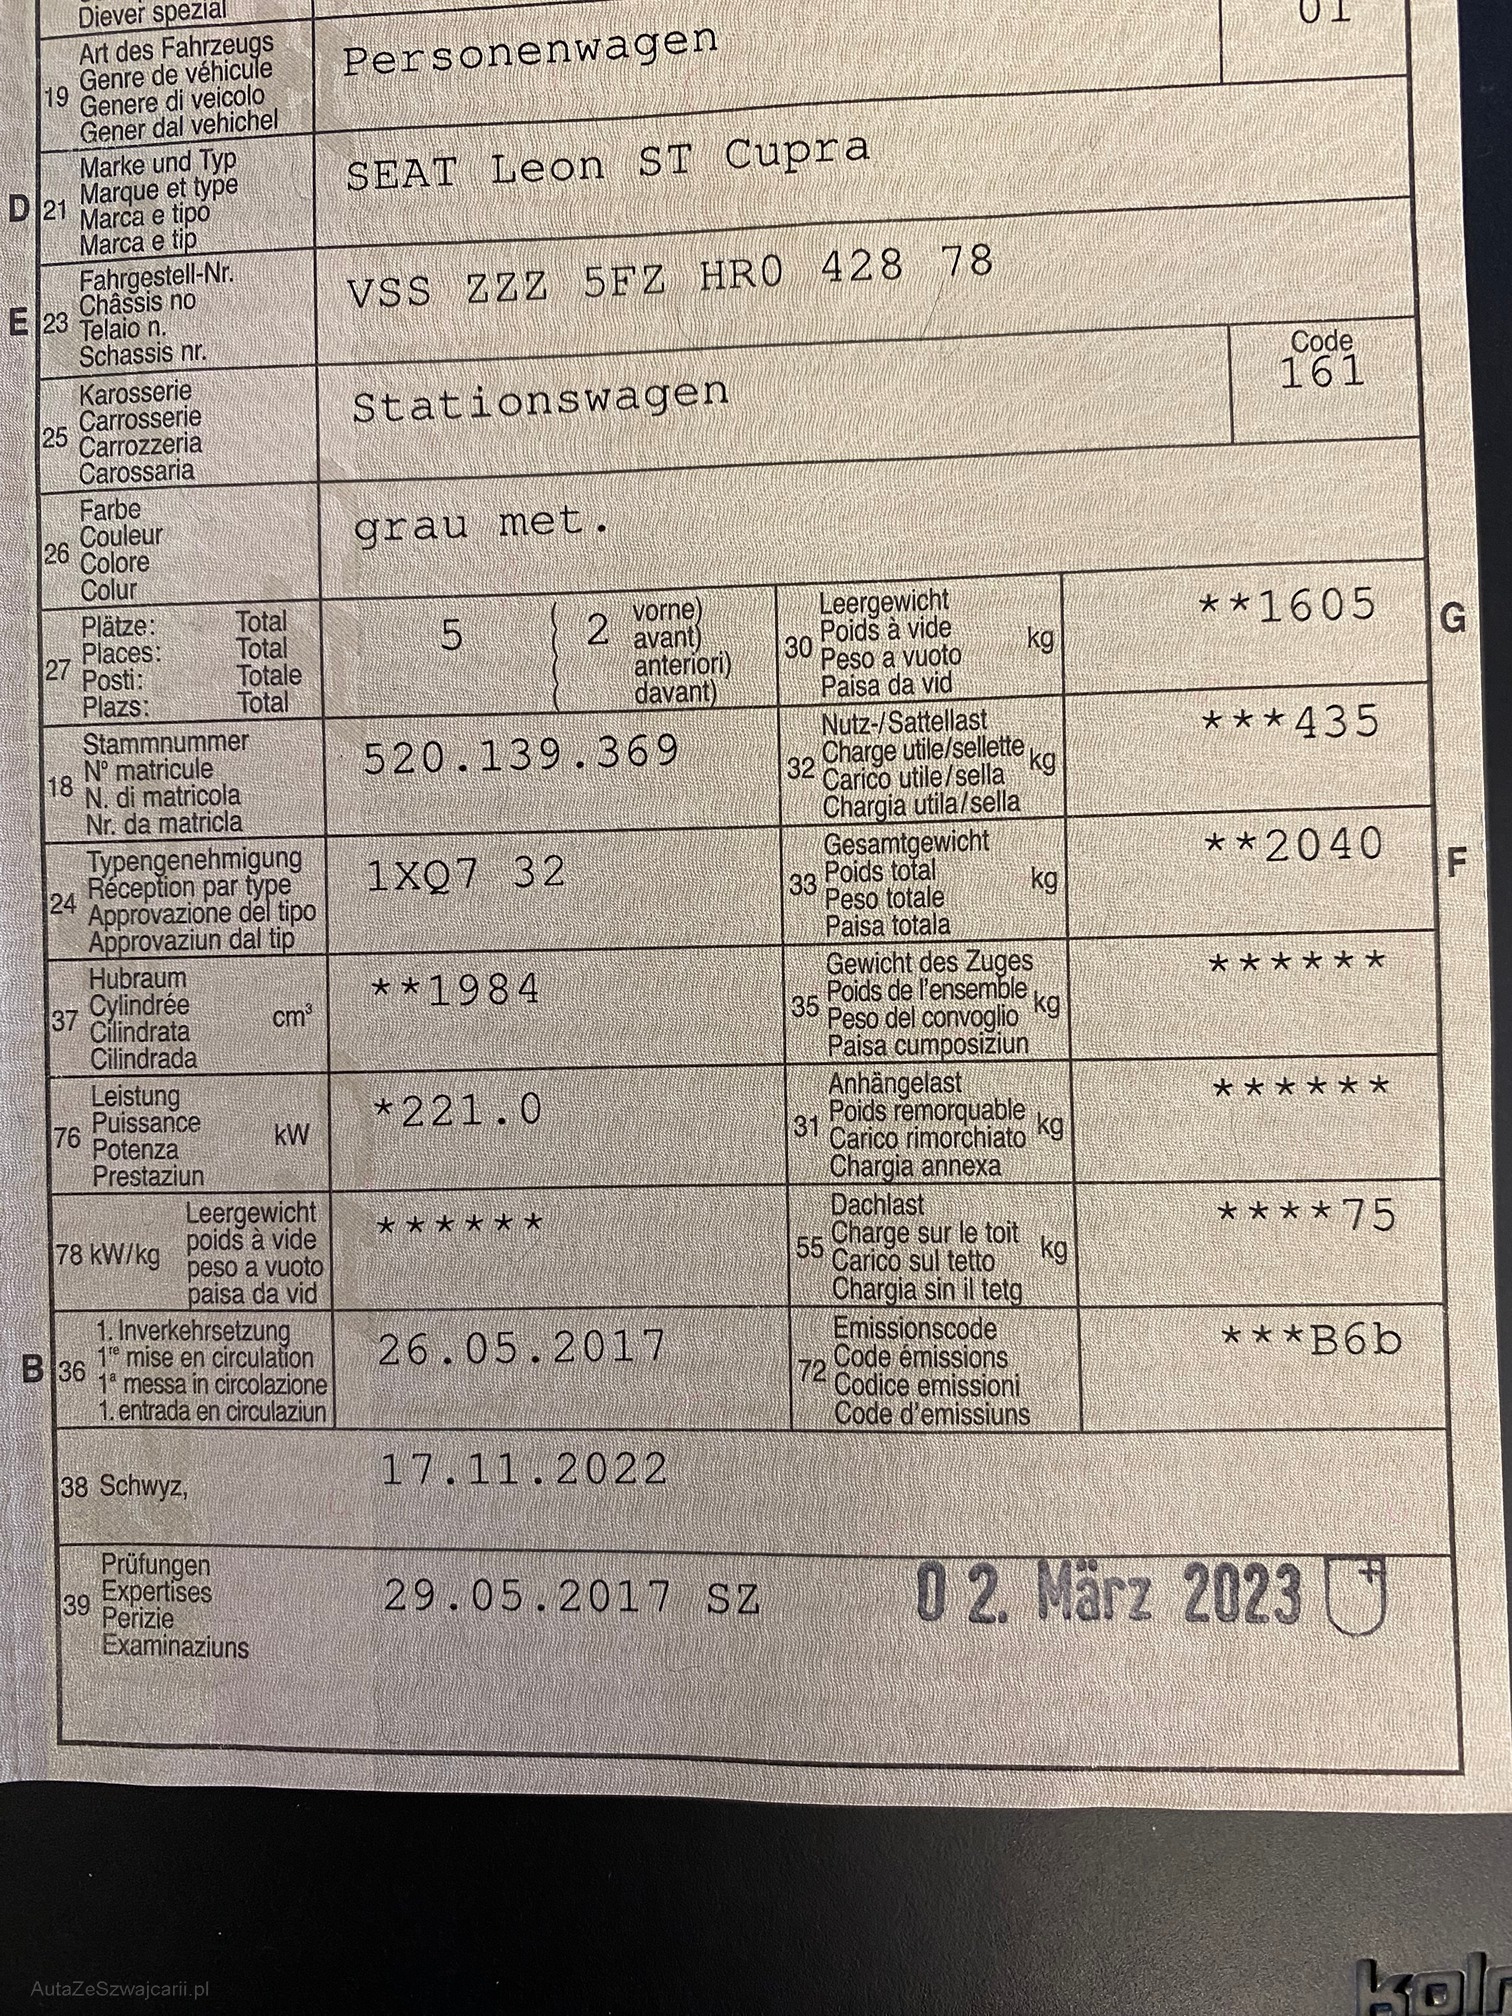 Diever spezial
01
19 Art des Fahrzeugs
Genre de véhicule
Genere di veicolo
Gener dal vehichel
Personenwagen
D 21 Marke und Typ
Marque et type
Marca e tipo
Marca e tip
SEAT Leon ST Cupra
E 23 Fahrgestell-Nr.
Châssis no
Telaio n.
Schassis nr.
VSS ZZZ 5FZ HR0 428 78
25 Karosserie
Carrosserie
Carrozzeria
Carossaria
Stationswagen
Code
161
26 Farbe
Couleur
Colore
Colur
grau met.
27 Plätze: Total
Places: Total
Posti: Totale
Plazs: Total
5 ( 2 vorne)
( avant)
( anteriori)
( davant)
30 Leergewicht
Poids à vide
Peso a vuoto
Paisa da vid
kg
**1605
G
18 Stammnummer
N° matricule
N. di matricola
Nr. da matricla
520.139.369
32 Nutz-/Sattellast
Charge utile/sellette
Carico utile/sella
Chargia utila/sella
kg
***435
24 Typengenehmigung
Réception par type
Approvazione del tipo
Approvaziun dal tip
1XQ7 32
33 Gesamtgewicht
Poids total
Peso totale
Paisa totala
kg
**2040
F
37 Hubraum
Cylindrée
Cilindrata
Cilindrada
cm³
**1984
35 Gewicht des Zuges
Poids de l'ensemble
Peso del convoglio
Paisa cumposiziun
kg
******
76 Leistung
Puissance
Potenza
Prestaziun
kW
*221.0
31 Anhängelast
Poids remorquable
Carico rimorchiato
Chargia annexa
kg
******
78 kW/kg Leergewicht
poids à vide
peso a vuoto
paisa da vid
******
55 Dachlast
Charge sur le toit
Carico sul tetto
Chargia sin il tetg
kg
****75
B 36 1. Inverkehrsetzung
1re mise en circulation
1a messa in circolazione
1. entrada en circulaziun
26.05.2017
72 Emissionscode
Code émissions
Codice emissioni
Code d'emissiuns
***B6b
38 Schwyz,
17.11.2022
39 Prüfungen
Expertises
Perizie
Examinaziuns
29.05.2017 SZ
02. März 2023
AutaZeSzwajcarii.pl